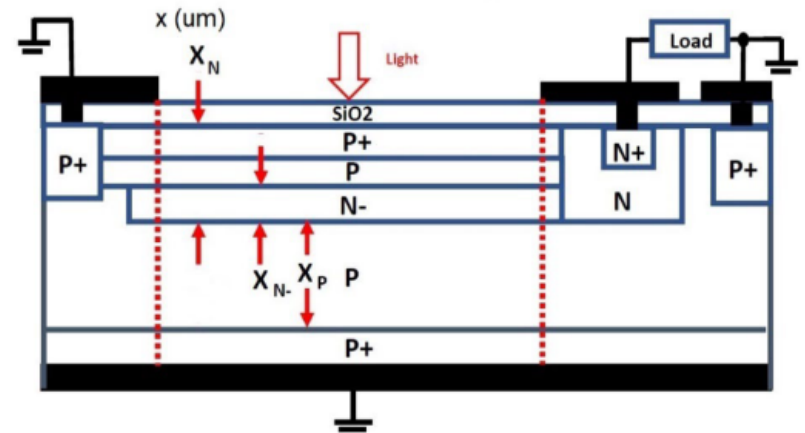 x (um)
X N
Light
Load
SiO2
P+
P+
P
N-
N+
N
P+
X N- X P P
P+